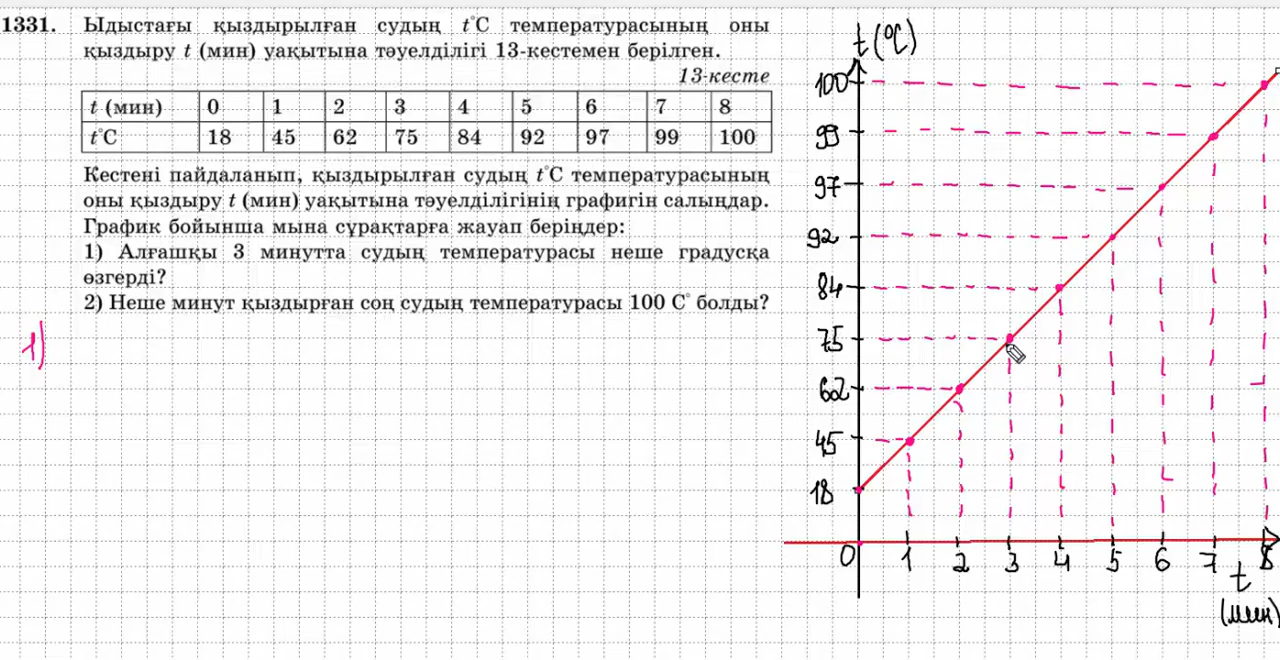 1331. Ыдыстағы қыздырылған судың t°C температурасының оны
қыздыру t (мин) уақытына тәуелділігі 13-кестемен берілген.
13-кесте
t (мин) 0 1 2 3 4 5 6 7 8
t°C 18 45 62 75 84 92 97 99 100
Кестені пайдаланып, қыздырылған судың t°C температурасының
оны қыздыру t (мин) уақытына тәуелділігінің графигін салыңдар.
График бойынша мына сұрақтарға жауап беріңдер:
1) Алғашқы 3 минутта судың температурасы неше градусқа
өзгерді?
2) Неше минут қыздырған соң судың температурасы 100 C° болды?
1)
t(°C)
100
99
97
92
84
75
62
45
18
0 1 2 3 4 5 6 7 8
t
(мин)